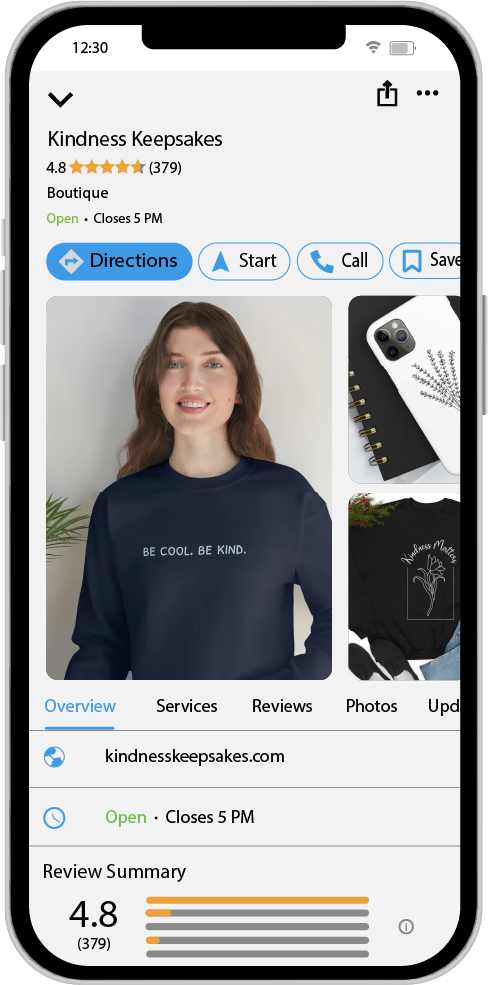 12:30
Kindness Keepsakes
4.8 (379)
Boutique
Open • Closes 5 PM
Directions Start Call Save
BE COOL. BE KIND.
Kindness Matters
Overview Services Reviews Photos Upd
kindnesskeepsakes.com
Open • Closes 5 PM
Review Summary
4.8
(379)